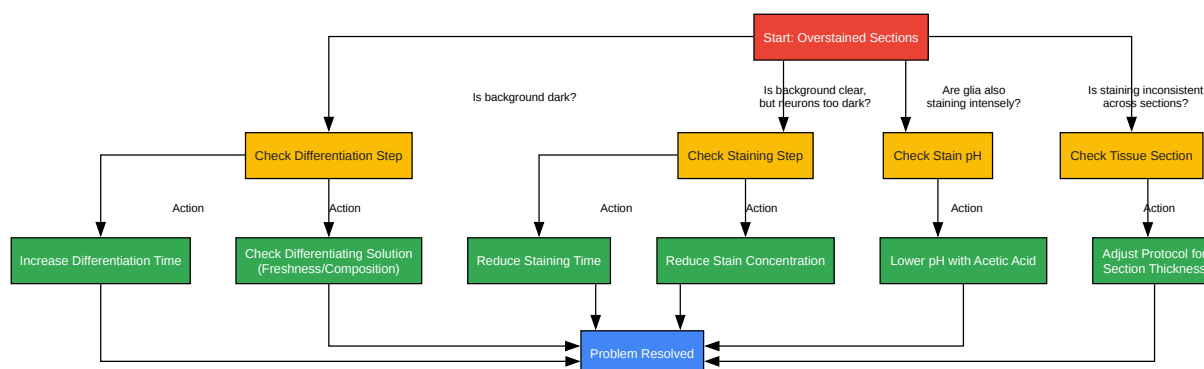 Start: Overstained Sections
Is background dark?
Is background clear,
but neurons too dark?
Are glia also
staining intensely?
Is staining inconsistent
across sections?
Check Differentiation Step
Check Staining Step
Check Stain pH
Check Tissue Section
Action
Action
Action
Action
Action
Action
Increase Differentiation Time
Check Differentiating Solution
(Freshness/Composition)
Reduce Staining Time
Reduce Stain Concentration
Lower pH with Acetic Acid
Adjust Protocol for
Section Thickness
Problem Resolved